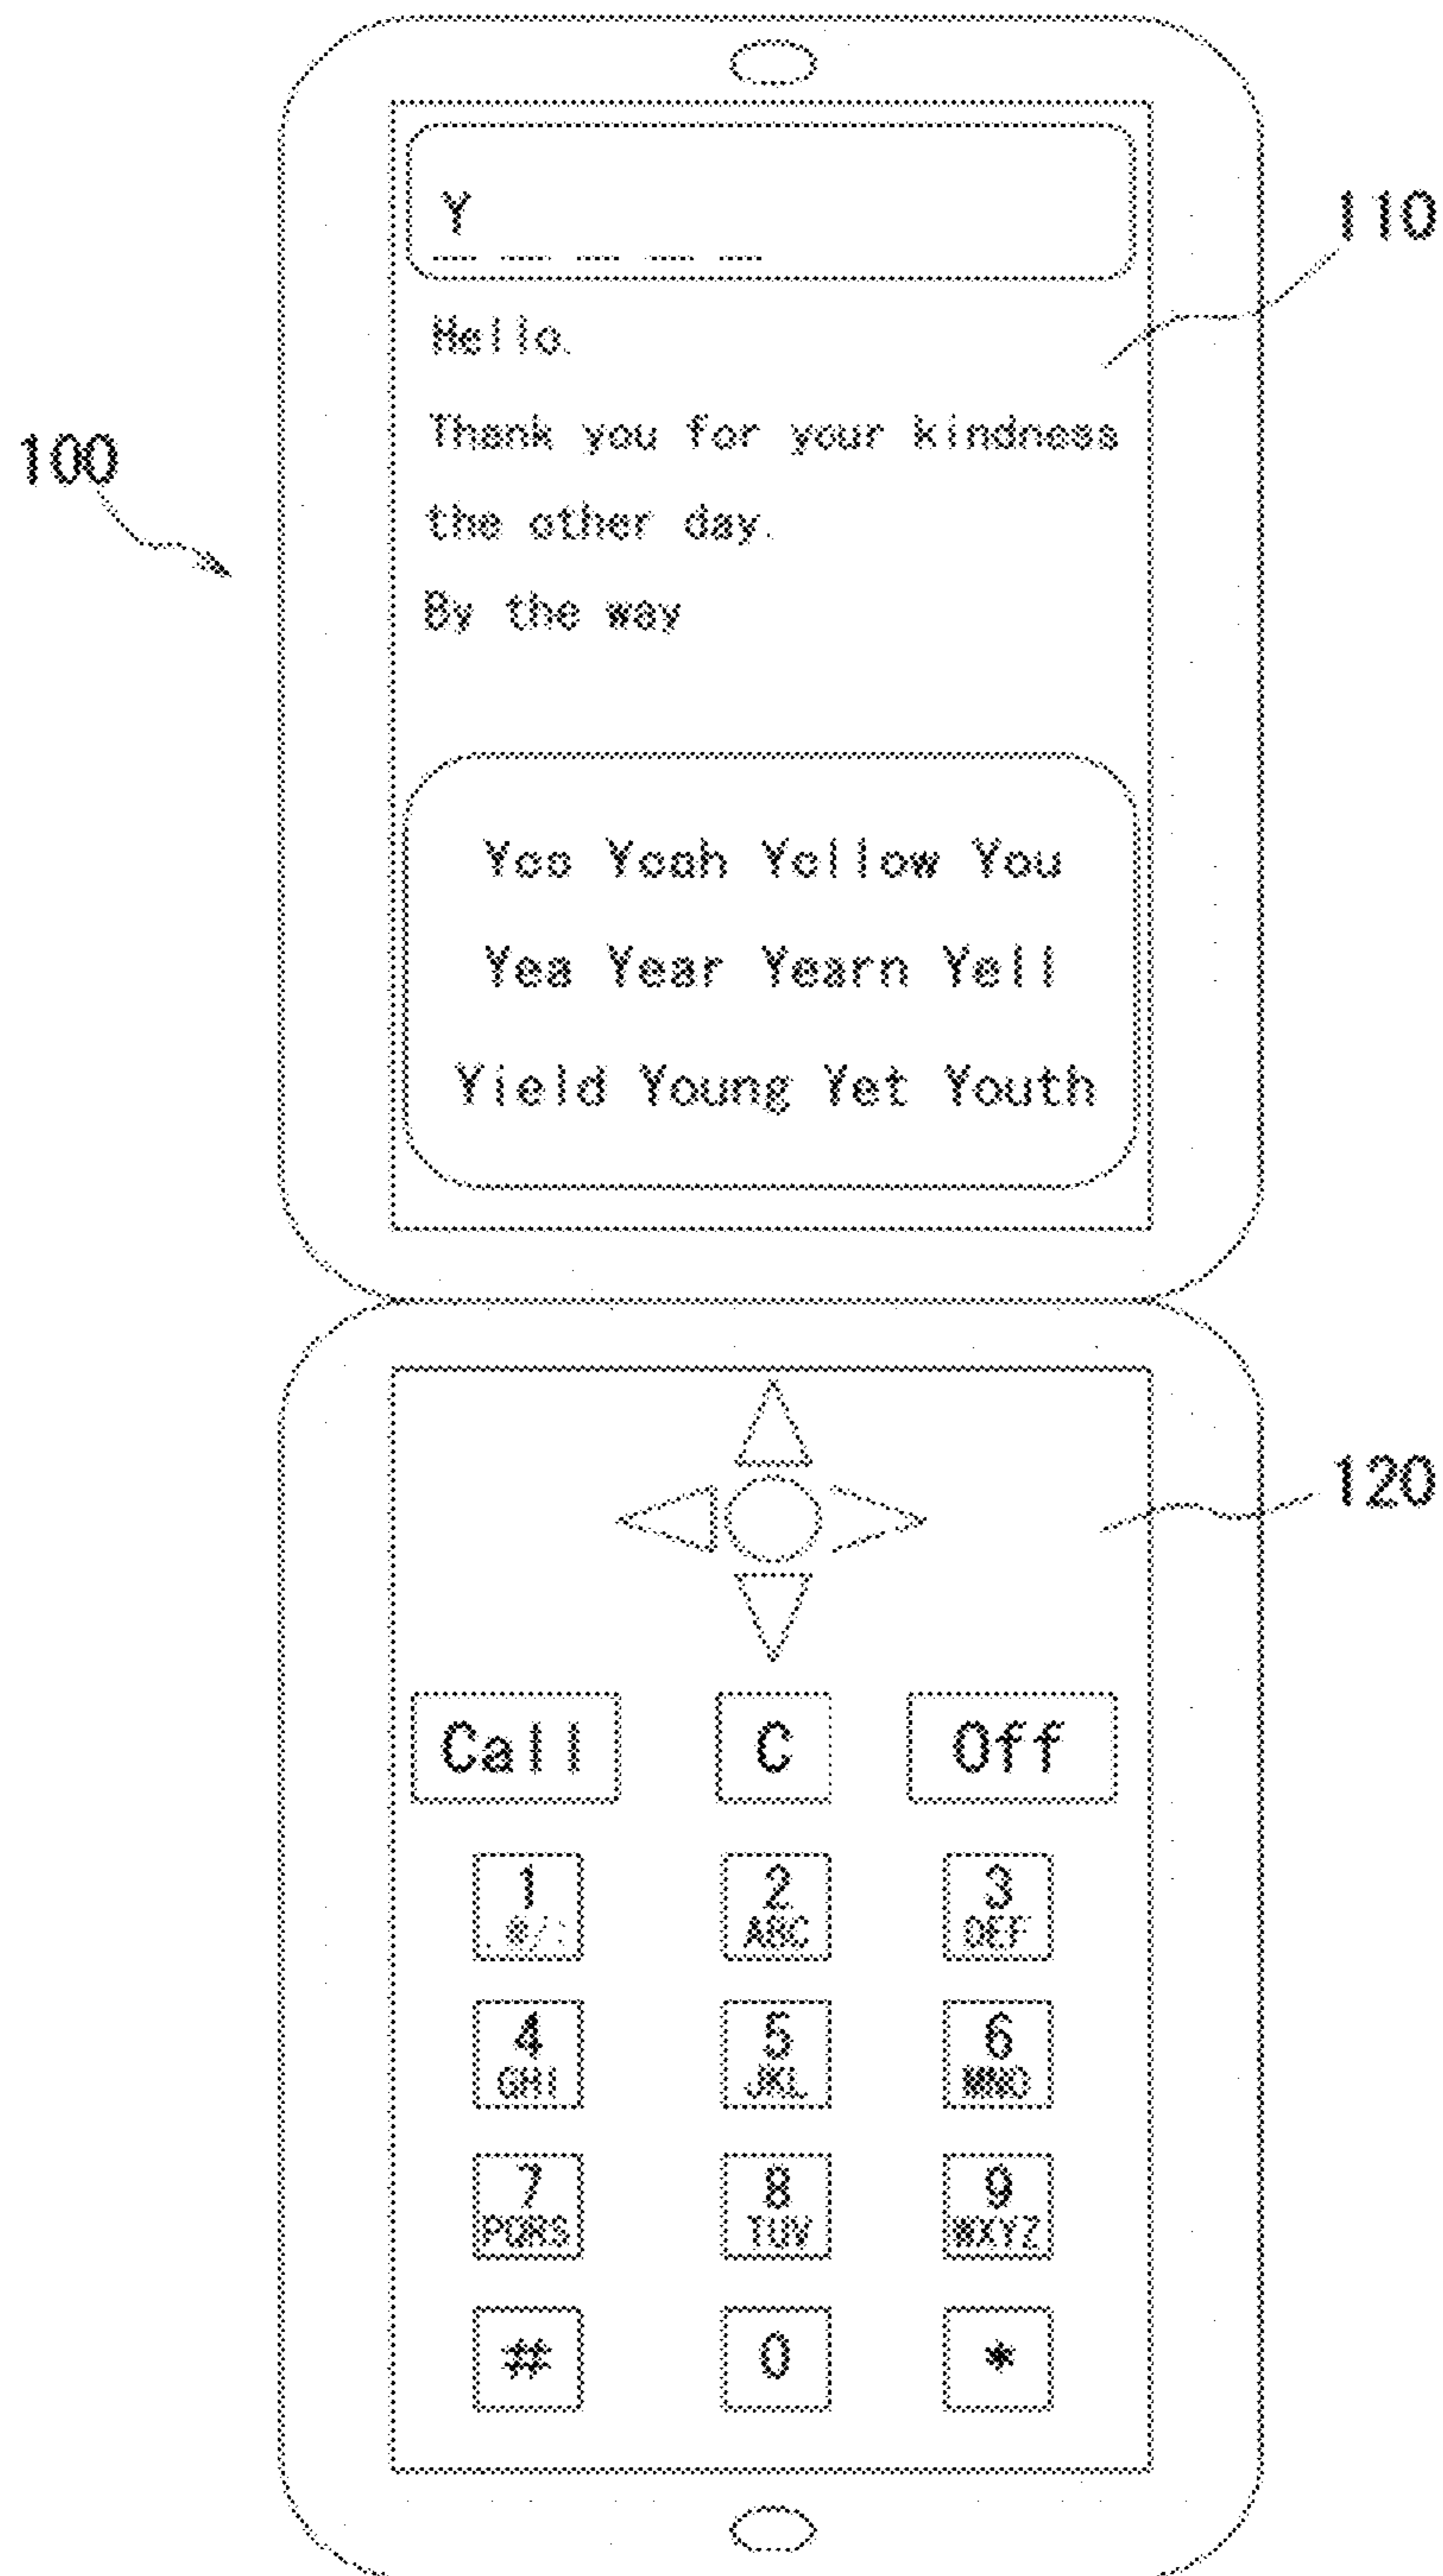 Y
110
Hello.
Thank you for your kindness
100
the other day.
By the way
Yes Yeah Yellow You
Yea Year Yearn Yell
Yield Young Yet Youth
120
Call C Off
1 2 3
ABC DEF
4 5 6
GHI JKL MNO
7 8 9
PQRS TUV WXYZ
# 0 *